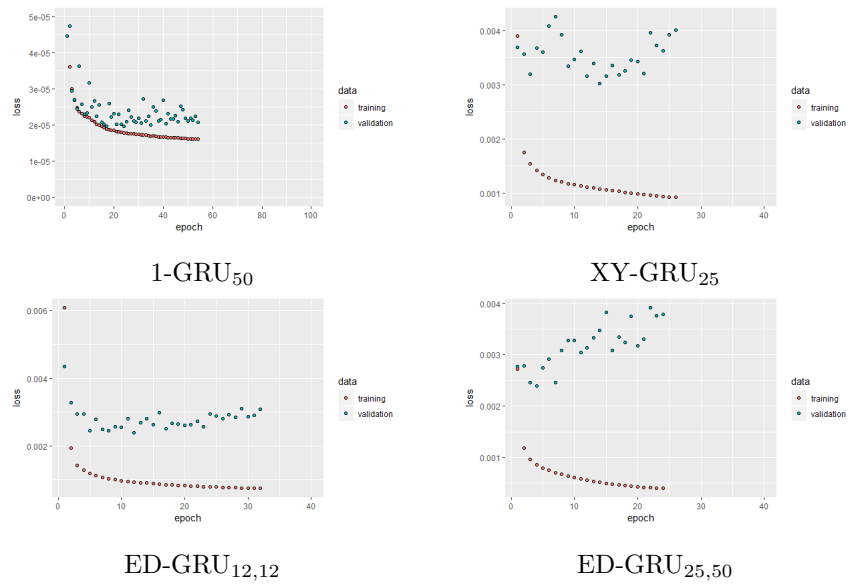 5e-05
4e-05
3e-05
2e-05
1e-05
0e+00
loss
0 20 40 60 80 100
epoch
data
training
validation
1-GRU50
0.004
0.003
0.002
0.001
loss
0 10 20 30 40
epoch
data
training
validation
XY-GRU25
0.006
0.004
0.002
loss
0 10 20 30 40
epoch
data
training
validation
ED-GRU12,12
0.004
0.003
0.002
0.001
loss
0 10 20 30 40
epoch
data
training
validation
ED-GRU25,50